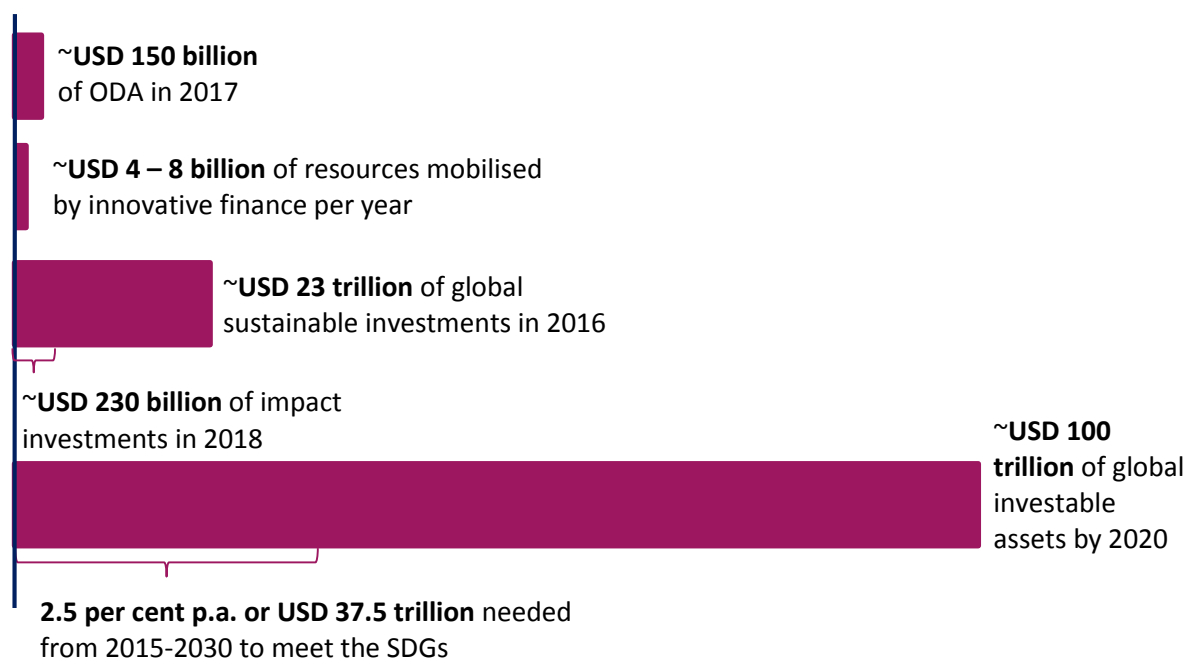 ~USD 150 billion
of ODA in 2017
~USD 4 – 8 billion of resources mobilised
by innovative finance per year
~USD 23 trillion of global
sustainable investments in 2016
~USD 230 billion of impact
investments in 2018
~USD 100
trillion of global
investable
assets by 2020
2.5 per cent p.a. or USD 37.5 trillion needed
from 2015-2030 to meet the SDGs